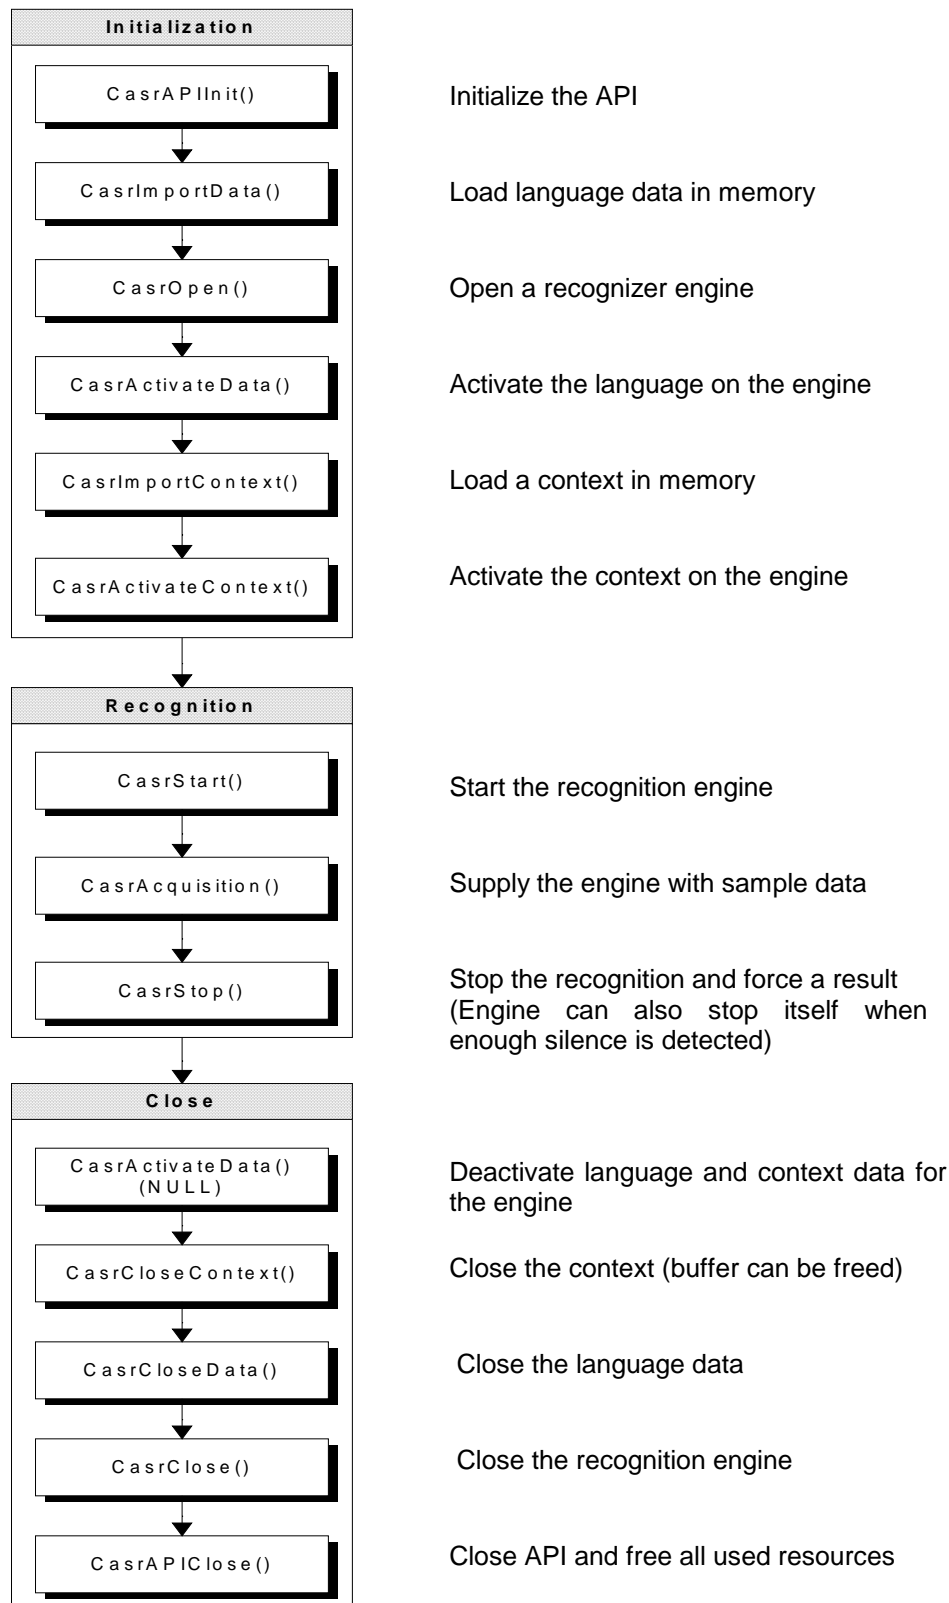 Initialization
CasrAPIInit()
Initialize the API
CasrImportData()
Load language data in memory
CasrOpen()
Open a recognizer engine
CasrActivateData()
Activate the language on the engine
CasrImportContext()
Load a context in memory
CasrActivateContext()
Activate the context on the engine
Recognition
CasrStart()
Start the recognition engine
CasrAcquisition()
Supply the engine with sample data
CasrStop()
Stop the recognition and force a result
(Engine can also stop itself when
enough silence is detected)
Close
CasrActivateData()
(NULL)
Deactivate language and context data for
the engine
CasrCloseContext()
Close the context (buffer can be freed)
CasrCloseData()
Close the language data
CasrClose()
Close the recognition engine
CasrAPIClose()
Close API and free all used resources